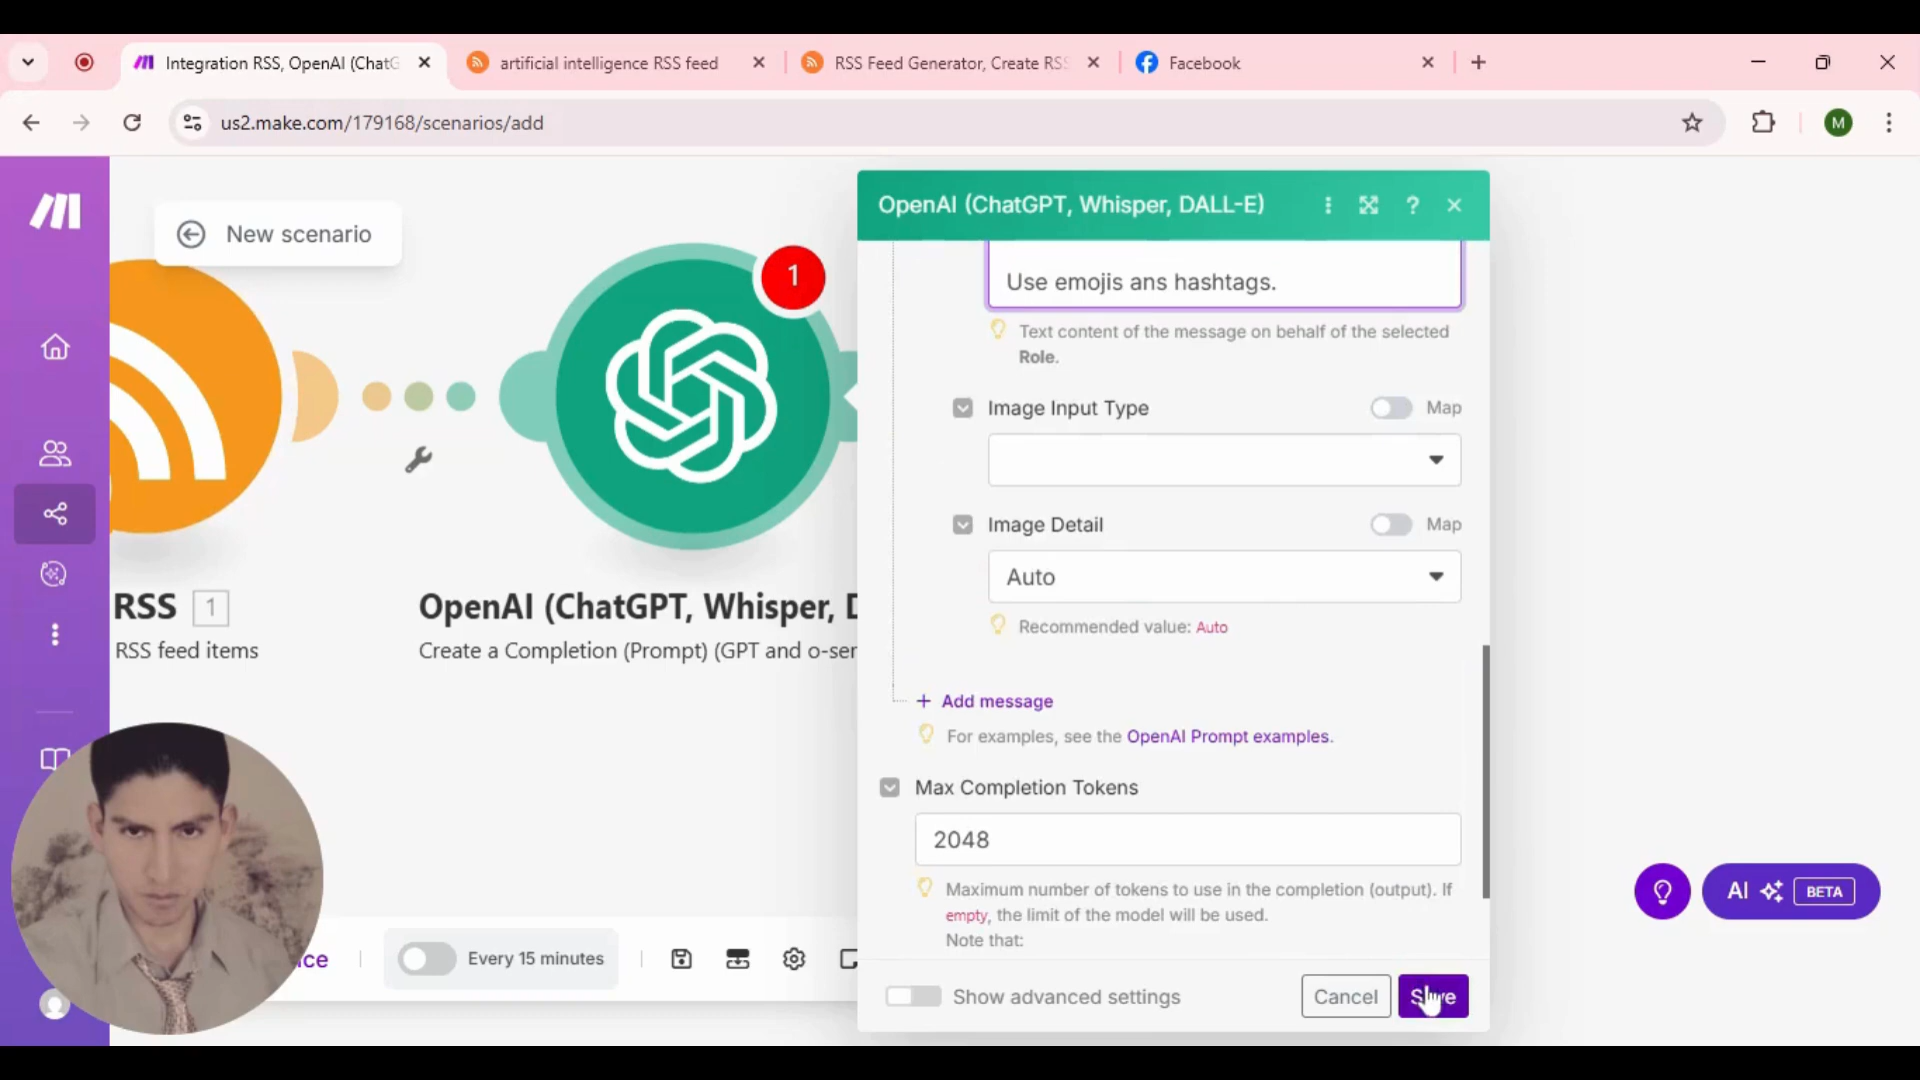 Integration RSS, OpenAI (ChatG
artificial intelligence RSS feed
RSS Feed Generator, Create RSS
Facebook
us2.make.com/179168/scenarios/add
M
New scenario
1
RSS 1
RSS feed items
OpenAI (ChatGPT, Whisper, D
Create a Completion (Prompt) (GPT and o-ser
OpenAI (ChatGPT, Whisper, DALL-E)
Use emojis ans hashtags.
Text content of the message on behalf of the selected
Role.
Image Input Type
Map
Image Detail
Map
Auto
Recommended value: Auto
+ Add message
For examples, see the OpenAI Prompt examples.
Max Completion Tokens
2048
Maximum number of tokens to use in the completion (output). If
empty, the limit of the model will be used.
Note that:
Show advanced settings
Cancel
Save
AI BETA
nce
Every 15 minutes